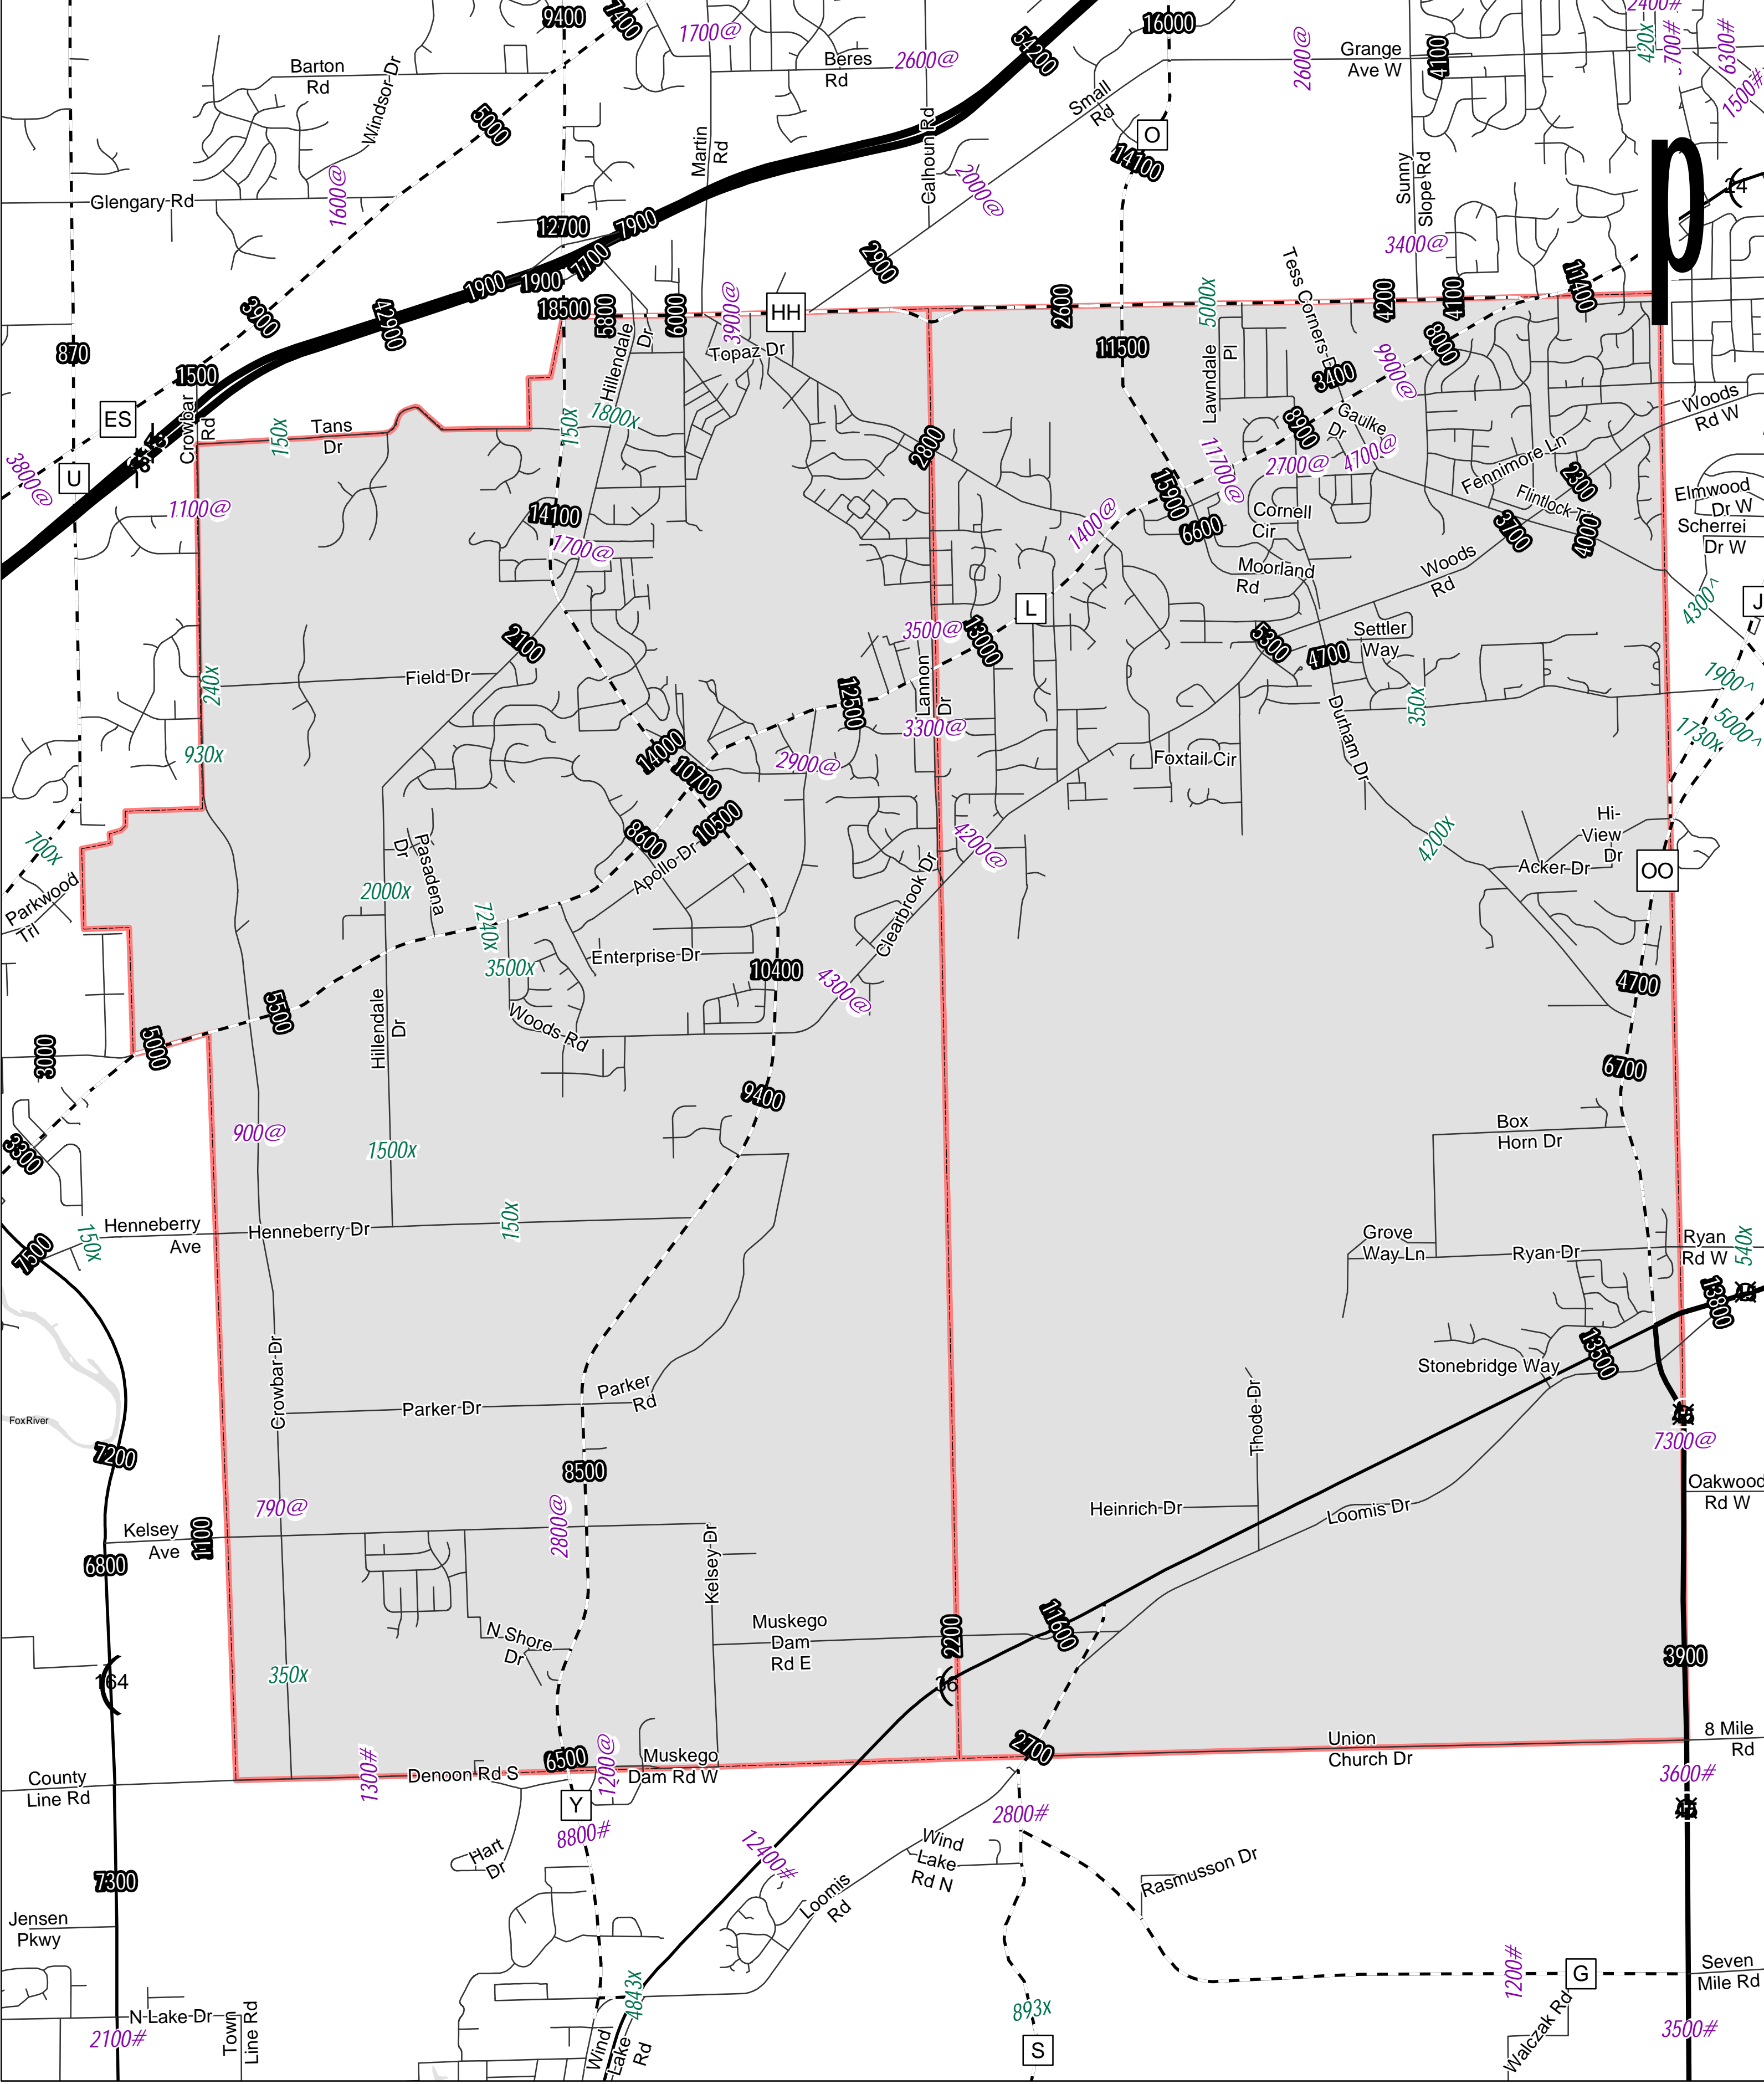 9400
7400
1700@
16000
2400#
Barton
Rd
Windsor Dr
Beres
Rd
2600@
5200
Small
Rd
2600@
Grange
Ave W
4100
420x
700#
6300#
1500#
5000
Martin
Rd
Calhoun Rd
O
14100
Sunny
Slope Rd
p
24
Glengary Rd
1600@
2000@
12700
7900
7700
2900
3400@
1900
1900
18500
5800
6000
3900@
HH
2600
5000x
Tess Corners Dr
4200
4100
11400
3900
42900
870
1500
Hillendale
Dr
Topaz Dr
11500
Lawndale
Pl
3400
8000
9900@
ES
Crowbar
Rd
150x
Tans
Dr
150x
1800x
2800
8900
Gaulke
Dr
Woods
Rd W
3800@
U
1100@
14100
1700@
1400@
15900
11700@
2700@
4700@
Fennimore Ln
2300
Flintlock Trl
Elmwood
Dr W
6600
Cornell
Cir
3700
4000
Scherrei
Dr W
Moorland
Rd
Woods
Rd
4300^
J
2100
3500@
13000
L
5300
4700
Settler
Way
240x
Field Dr
12500
Lannon
Dr
350x
1900^
930x
14000
3300@
Durham Dr
1730x
5000^
10700
2900@
Foxtail Cir
700x
Pasadena
Dr
8600
10500
4200@
4200x
Hi-
View
Dr
Parkwood
Trl
2000x
Apollo Dr
Clearbrook Dr
Acker Dr
OO
7240x
3500x
Enterprise Dr
10400
4300@
4700
5500
Hillendale
Dr
Woods Rd
3000
5000
6700
9400
3300
900@
1500x
Box
Horn Dr
150x
Henneberry
Ave
Henneberry Dr
150x
Grove
Way Ln
Ryan Dr
Ryan
Rd W
540x
7500
13800
Crowbar Dr
Parker Dr
Parker
Rd
Stonebridge Way
13500
Thode Dr
FoxRiver
7200
7300@
8500
Oakwood
Rd W
790@
2800@
Heinrich Dr
Loomis Dr
Kelsey
Ave
1100
Kelsey Dr
6800
N Shore
Dr
Muskego
Dam
Rd E
2200
11600
3900
164
350x
36
2700
Union
Church Dr
8 Mile
Rd
6500
1200@
Muskego
Dam Rd W
County
Line Rd
1300#
Denoon Rd S
3600#
Y
8800#
2800#
Hart
Dr
12400#
Wind
Lake
Rd N
Rasmusson Dr
7300
Loomis
Rd
Jensen
Pkwy
1200#
G
Seven
Mile Rd
4843x
893x
N Lake Dr
2100#
Town
Line Rd
Wind
Lake
Rd
S
Walczak Rd
3500#